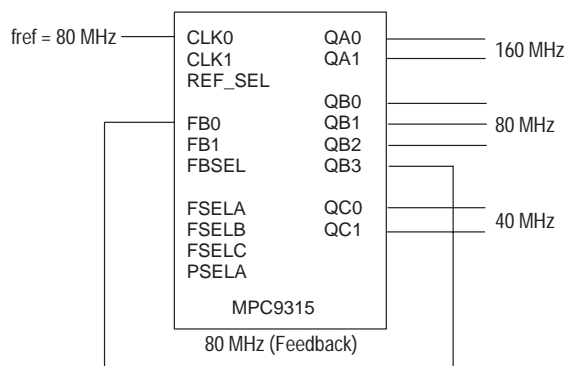 fref = 80 MHz
CLK0
CLK1
REF_SEL
FB0
FB1
FBSEL
FSELA
FSELB
FSELC
PSELA
QA0
QA1
QB0
QB1
QB2
QB3
QC0
QC1
160 MHz
80 MHz
40 MHz
MPC9315
80 MHz (Feedback)